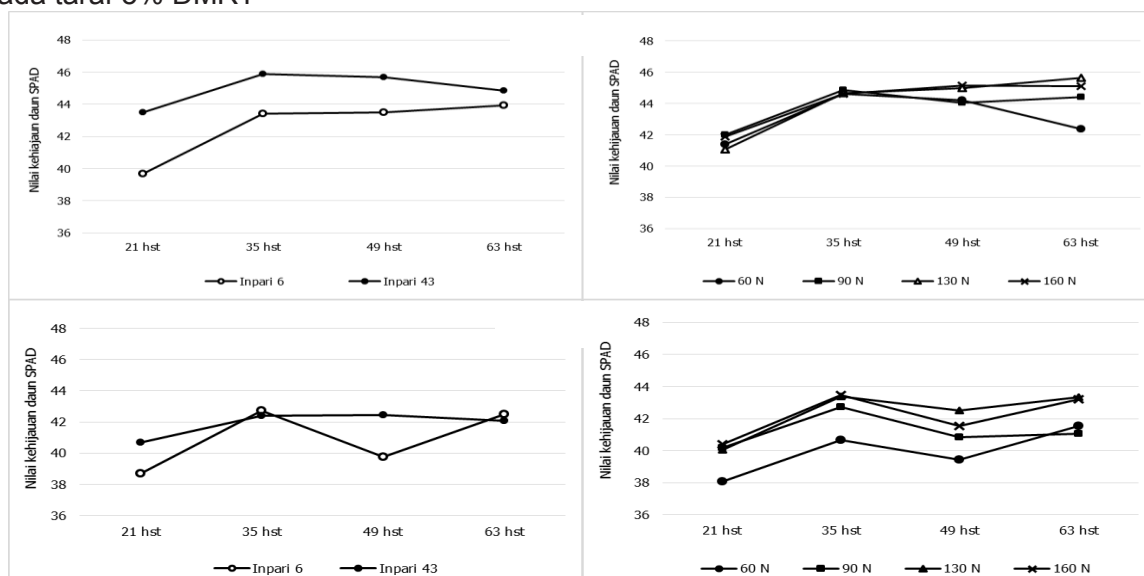 ada taraf 5% DMRT
Nilai kehiajaun daun SPAD
48
46
44
42
40
38
36
21 hst 35 hst 49 hst 63 hst
Inpari 6 Inpari 43
Nilai kehijauan daun SPAD
48
46
44
42
40
38
36
21 hst 35 hst 49 hst 63 hst
60 N 90 N 130 N 160 N
Nilai kehijauan daun SPAD
48
46
44
42
40
38
36
21 hst 35 hst 49 hst 63 hst
Inpari 6 Inpari 43
Nilai kehijauan daun SPAD
48
46
44
42
40
38
36
21 hst 35 hst 49 hst 63 hst
60 N 90 N 130 N 160 N